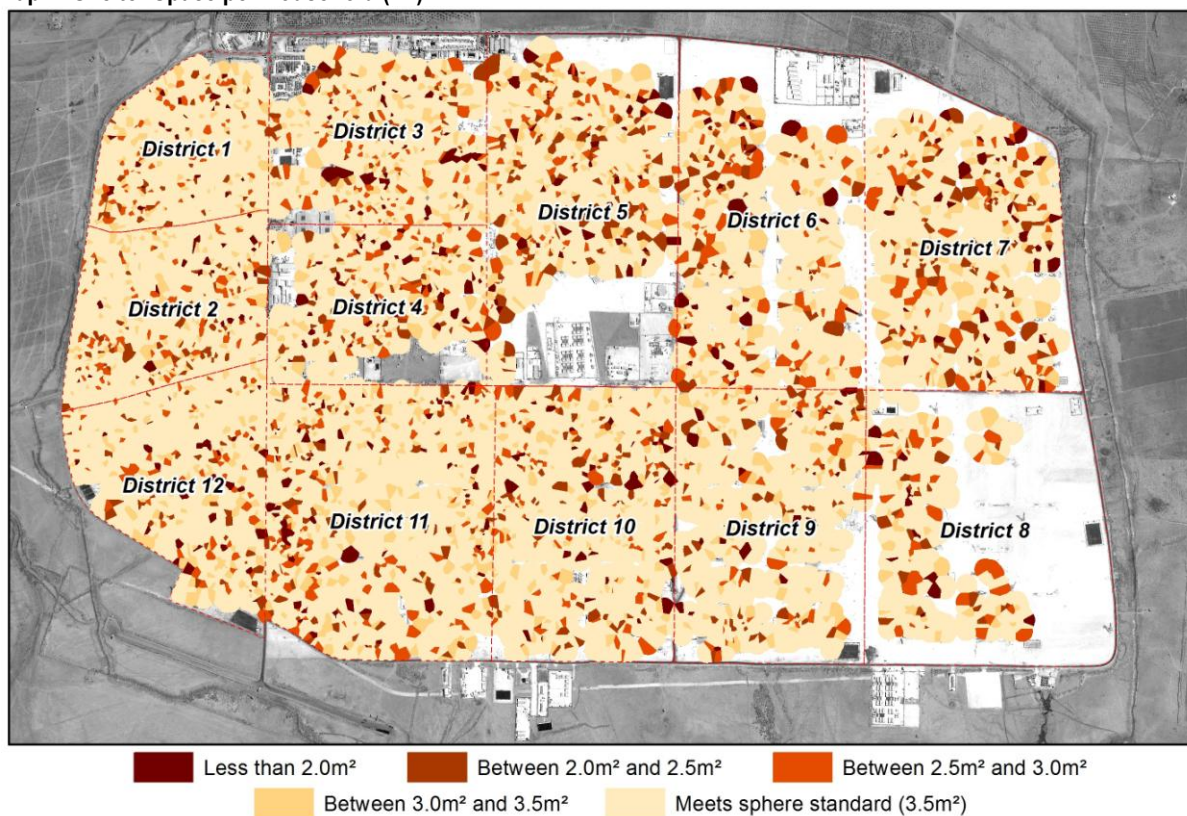 District 3
District 1
District 5
District 6
District 7
District 2
District 4
District 12
District 11
District 10
District 9
District 8
Less than 2.0m²
Between 2.0m² and 2.5m²
Between 2.5m² and 3.0m²
Between 3.0m² and 3.5m²
Meets sphere standard (3.5m²)